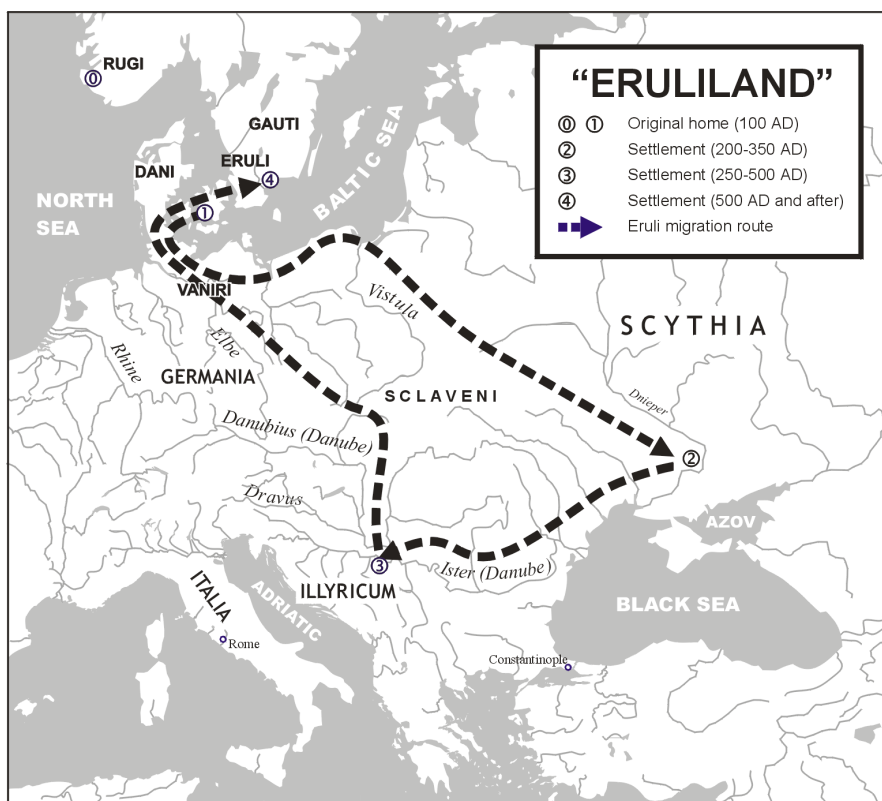 “ERULILAND”
⓪ ① Original home (100 AD)
② Settlement (200-350 AD)
③ Settlement (250-500 AD)
④ Settlement (500 AD and after)
Eruli migration route
RUGI
⓪
GAUTI
ERULI
④
DANI
①
NORTH
SEA
BALTIC SEA
VANIRI
Vistula
SCYTHIA
Elbe
Rhine
GERMANIA
SCLAVENI
Dnieper
Danubius (Danube)
②
Dravus
AZOV
③
Ister (Danube)
ILLYRICUM
ITALIA
ADRIATIC
BLACK SEA
Rome
Constantinople